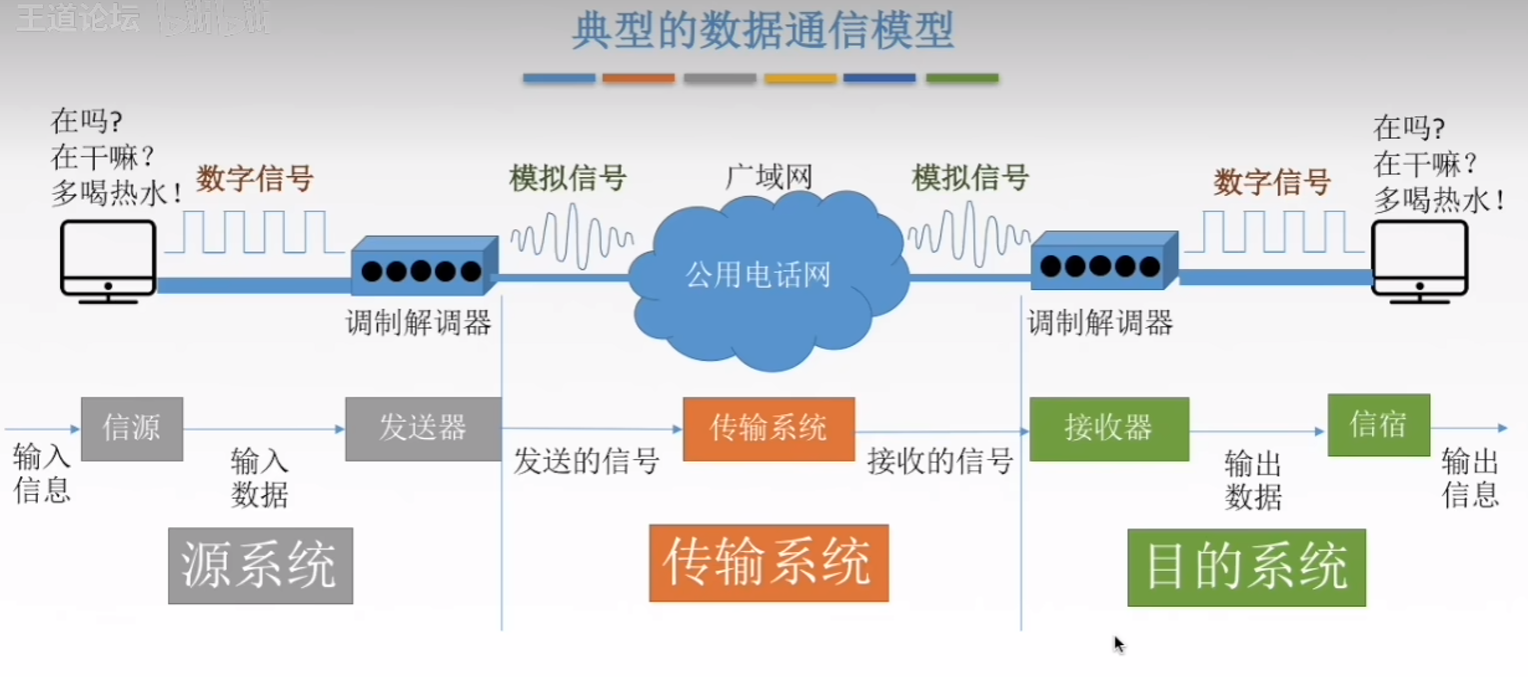 王道论坛 bilibili
典型的数据通信模型
在吗?
在干嘛?
多喝热水!
数字信号
模拟信号
广域网
模拟信号
数字信号
在吗?
在干嘛?
多喝热水!
公用电话网
调制解调器
调制解调器
信源
发送器
传输系统
接收器
信宿
输入
信息
输入
数据
发送的信号
接收的信号
输出
数据
输出
信息
源系统
传输系统
目的系统